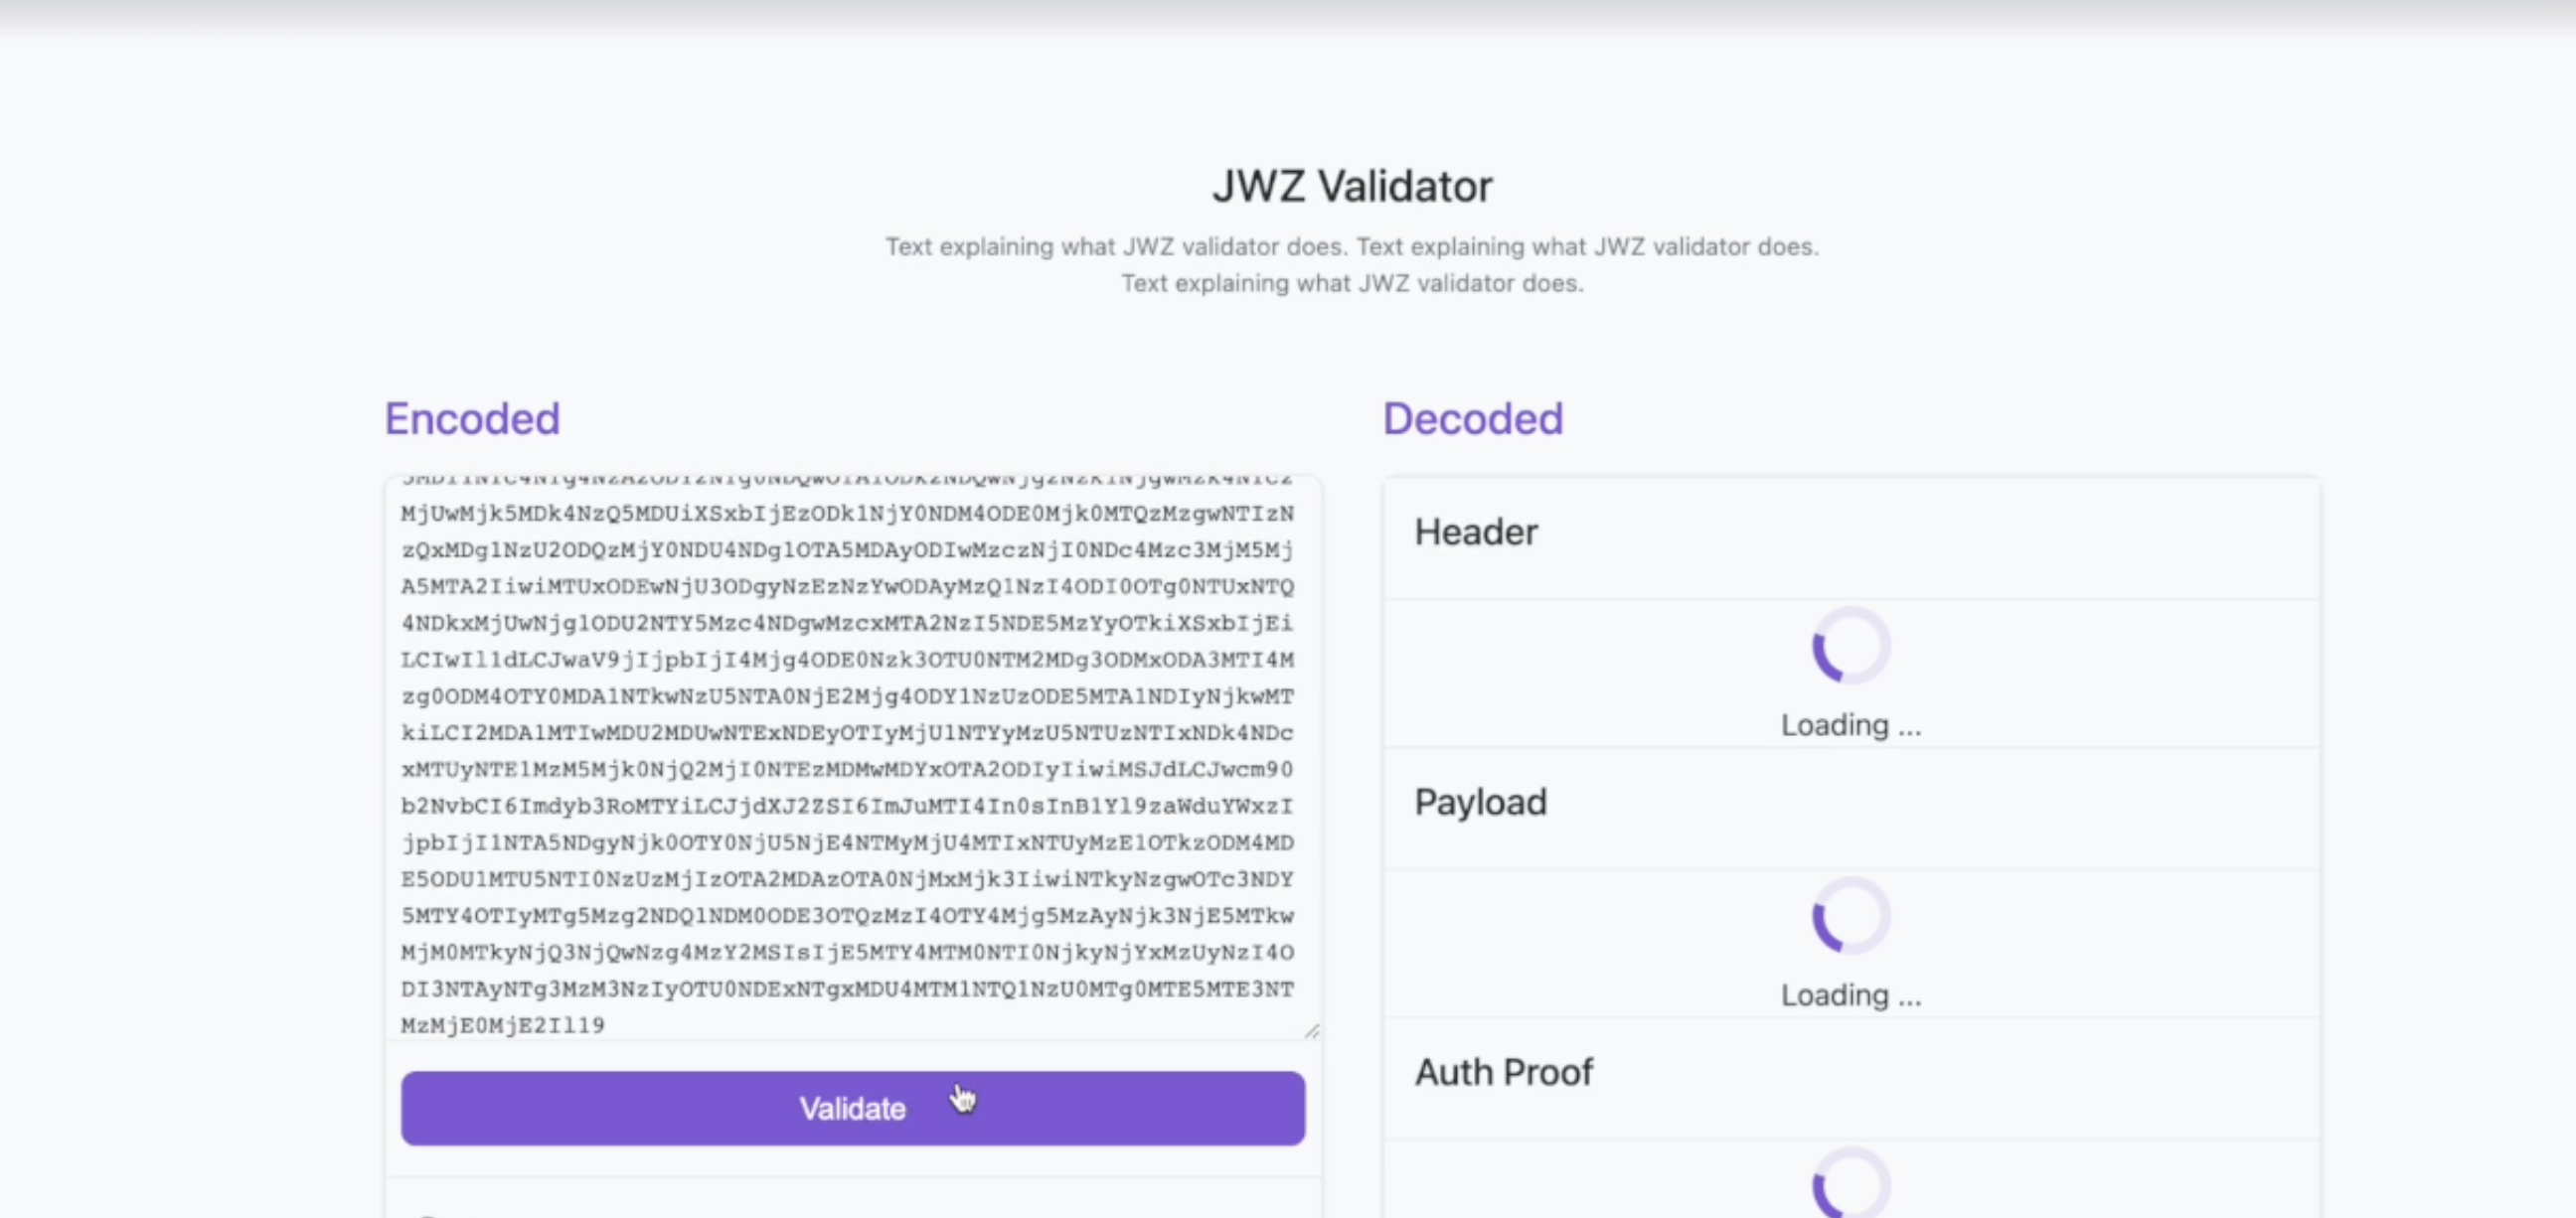 JWZ Validator
Text explaining what JWZ validator does. Text explaining what JWZ validator does.
Text explaining what JWZ validator does.
Encoded
MjUwMjk5MDk4NzQ5MDUiXSxbIjEzODk1NjY0NDM4ODE0Mjk0MTQzMzgwNTIzN
zQxMDg1NzU2ODQzMjY0NDU4NDg1OTA5MDAyODIwMzczNjI0NDc4Mzc3MjM5Mj
A5MTA2IiwiMTUxODEwNjU3ODgyNzEzNzYwODAyMzQ1NzI4ODI0OTg0NTUxNTQ
4NDkxMjUwNjg1ODU2NTY5Mzc4NDgwMzcxMTA2NzI5NDE5MzYyOTkiXSxbIjEi
LCIwIl1dLCJwaV9jIjpbIjI4Mjg4ODE0Nzk3OTU0NTM2MDg3ODMxODA3MTI4M
zg0ODM4OTY0MDA1NTkwNzU5NTA0NjE2Mjg4ODY1NzUzODE5MTA1NDIyNjkwMT
kiLCI2MDA1MTIwMDU2MDUwNTExNDEyOTIyMjU1NTYyMzU5NTUzNTIxNDk4NDc
xMTUyNTE1MzM5Mjk0NjQ2MjI0NTEzMDMwMDYxOTA2ODIyIiwiMSJdLCJwcm90
b2NvbCI6Imdyb3RoMTYiLCJjdXJ2ZSI6ImJuMTI4In0sInB1Yl9zaWduYWxzI
jpbIjI1NTA5NDgyNjk0OTY0NjU5NjE4NTMyMjU4MTIxNTUyMzE1OTkzODM4MD
E5ODU1MTU5NTI0NzUzMjIzOTA2MDAzOTA0NjMxMjk3IiwiNTkyNzgwOTc3NDY
5MTY4OTIyMTg5Mzg2NDQ1NDM0ODE3OTQzMzI4OTY4Mjg5MzAyNjk3NjE5MTkw
MjM0MTkyNjQ3NjQwNzg4MzY2MSIsIjE5MTY4MTM0NTI0NjkyNjYxMzUyNzI4O
DI3NTAyNTg3MzM3NzIyOTU0NDExNTgxMDU4MTM1NTQ1NzU0MTg0MTE5MTE3NT
MzMjE0MjE2Il19
Validate
Decoded
Header
Loading ...
Payload
Loading ...
Auth Proof